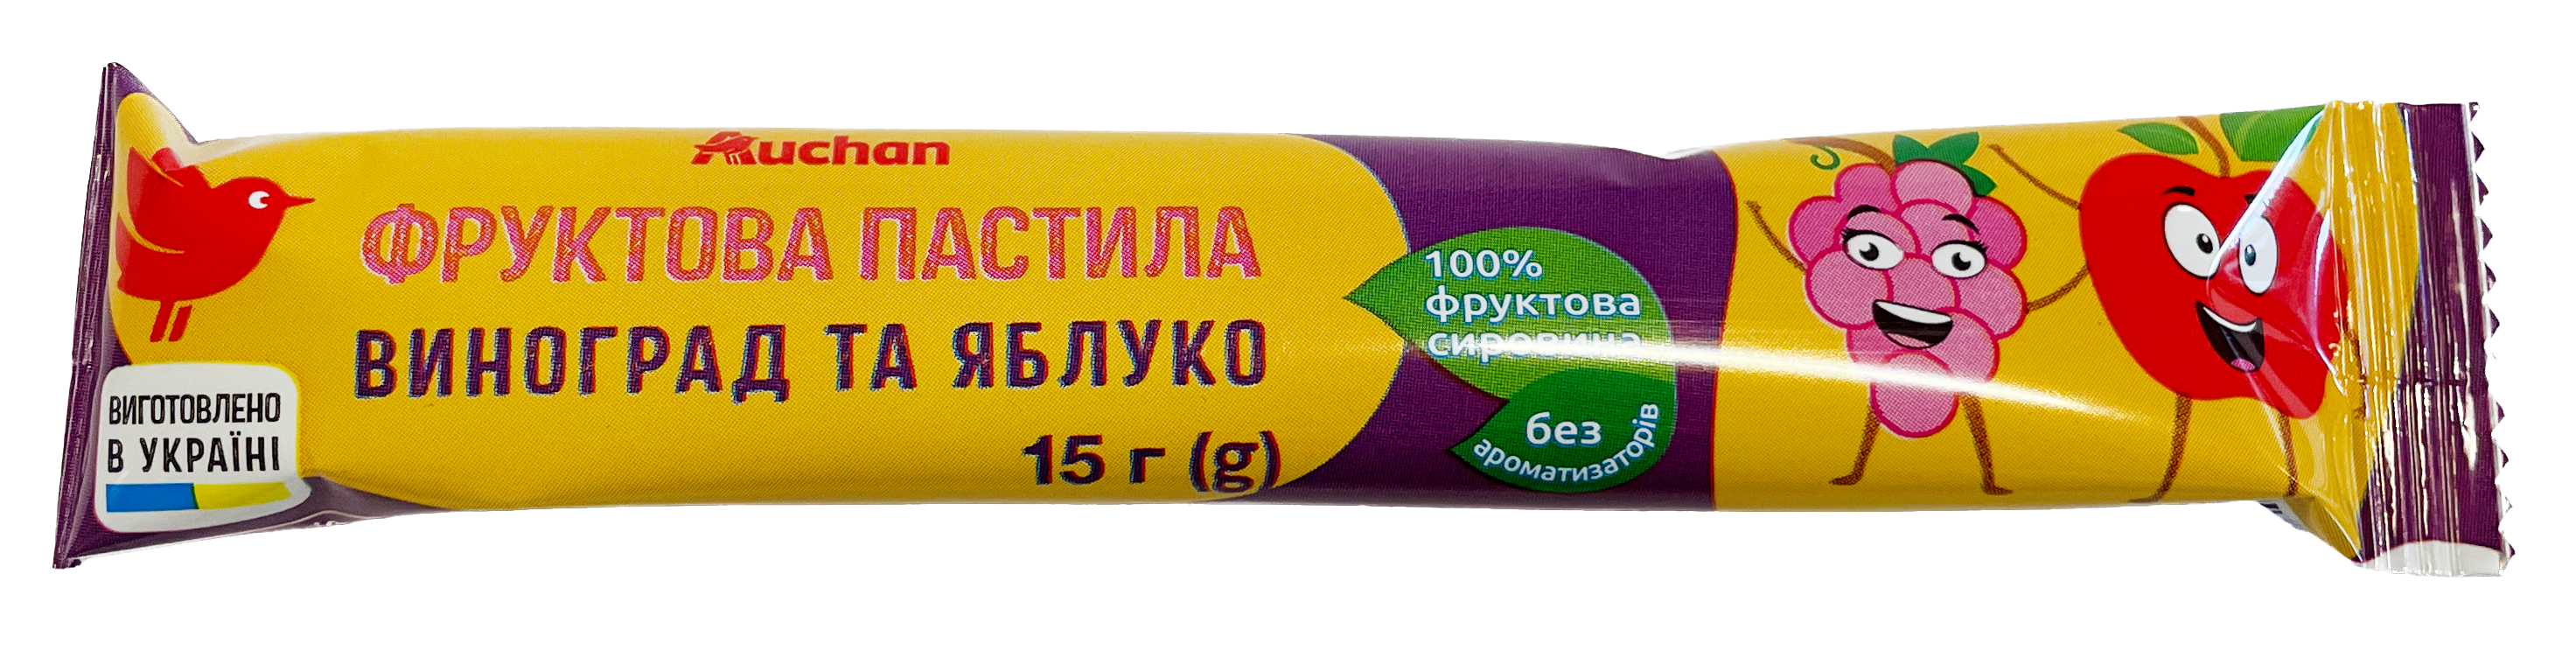 Auchan
ФРУКТОВА ПАСТИЛА
ВИНОГРАД ТА ЯБЛУКО
15 г (g)
ВИГОТОВЛЕНО
В УКРАЇНІ
100%
фруктова
сировина
без
ароматизаторів